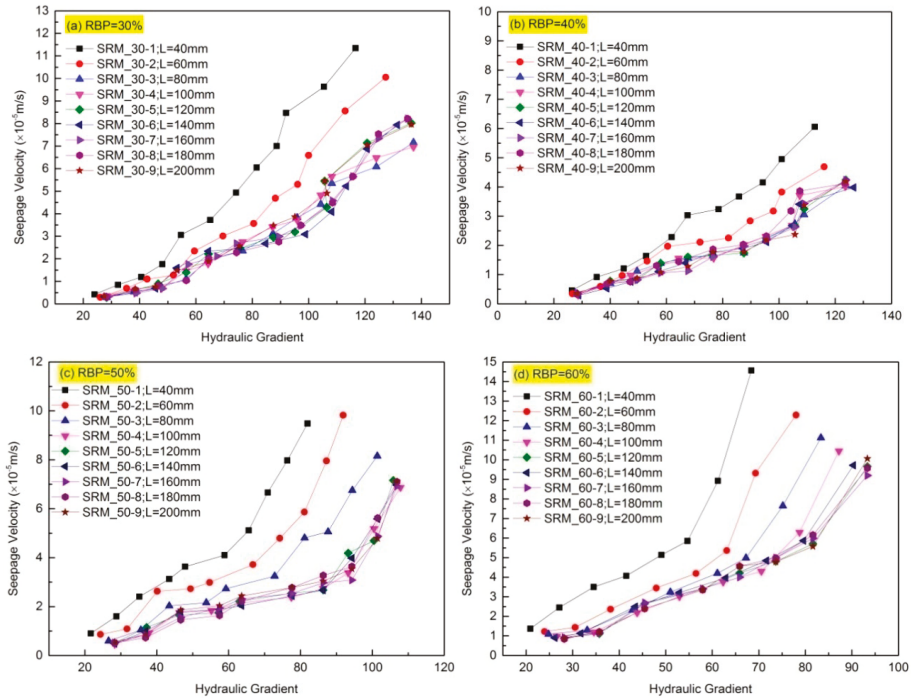 (a) RBP=30%
SRM_30-1;L=40mm
SRM_30-2;L=60mm
SRM_30-3;L=80mm
SRM_30-4;L=100mm
SRM_30-5;L=120mm
SRM_30-6;L=140mm
SRM_30-7;L=160mm
SRM_30-8;L=180mm
SRM_30-9;L=200mm
Seepage Velocity (×10⁻⁵m/s)
13
12
11
10
9
8
7
6
5
4
3
2
1
0
0 20 40 60 80 100 120 140
Hydraulic Gradient
(b) RBP=40%
SRM_40-1;L=40mm
SRM_40-2;L=60mm
SRM_40-3;L=80mm
SRM_40-4;L=100mm
SRM_40-5;L=120mm
SRM_40-6;L=140mm
SRM_40-7;L=160mm
SRM_40-8;L=180mm
SRM_40-9;L=200mm
Seepage Velocity (×10⁻⁵m/s)
10
9
8
7
6
5
4
3
2
1
0
0 20 40 60 80 100 120 140
Hydraulic Gradient
(c) RBP=50%
SRM_50-1;L=40mm
SRM_50-2;L=60mm
SRM_50-3;L=80mm
SRM_50-4;L=100mm
SRM_50-5;L=120mm
SRM_50-6;L=140mm
SRM_50-7;L=160mm
SRM_50-8;L=180mm
SRM_50-9;L=200mm
Seepage Velocity (×10⁻⁵m/s)
12
10
8
6
4
2
0
20 40 60 80 100 120
Hydraulic Gradient
(d) RBP=60%
SRM_60-1;L=40mm
SRM_60-2;L=60mm
SRM_60-3;L=80mm
SRM_60-4;L=100mm
SRM_60-5;L=120mm
SRM_60-6;L=140mm
SRM_60-7;L=160mm
SRM_60-8;L=180mm
SRM_60-9;L=200mm
Seepage Velocity (×10⁻⁵m/s)
15
14
13
12
11
10
9
8
7
6
5
4
3
2
1
0
20 30 40 50 60 70 80 90 100
Hydraulic Gradient